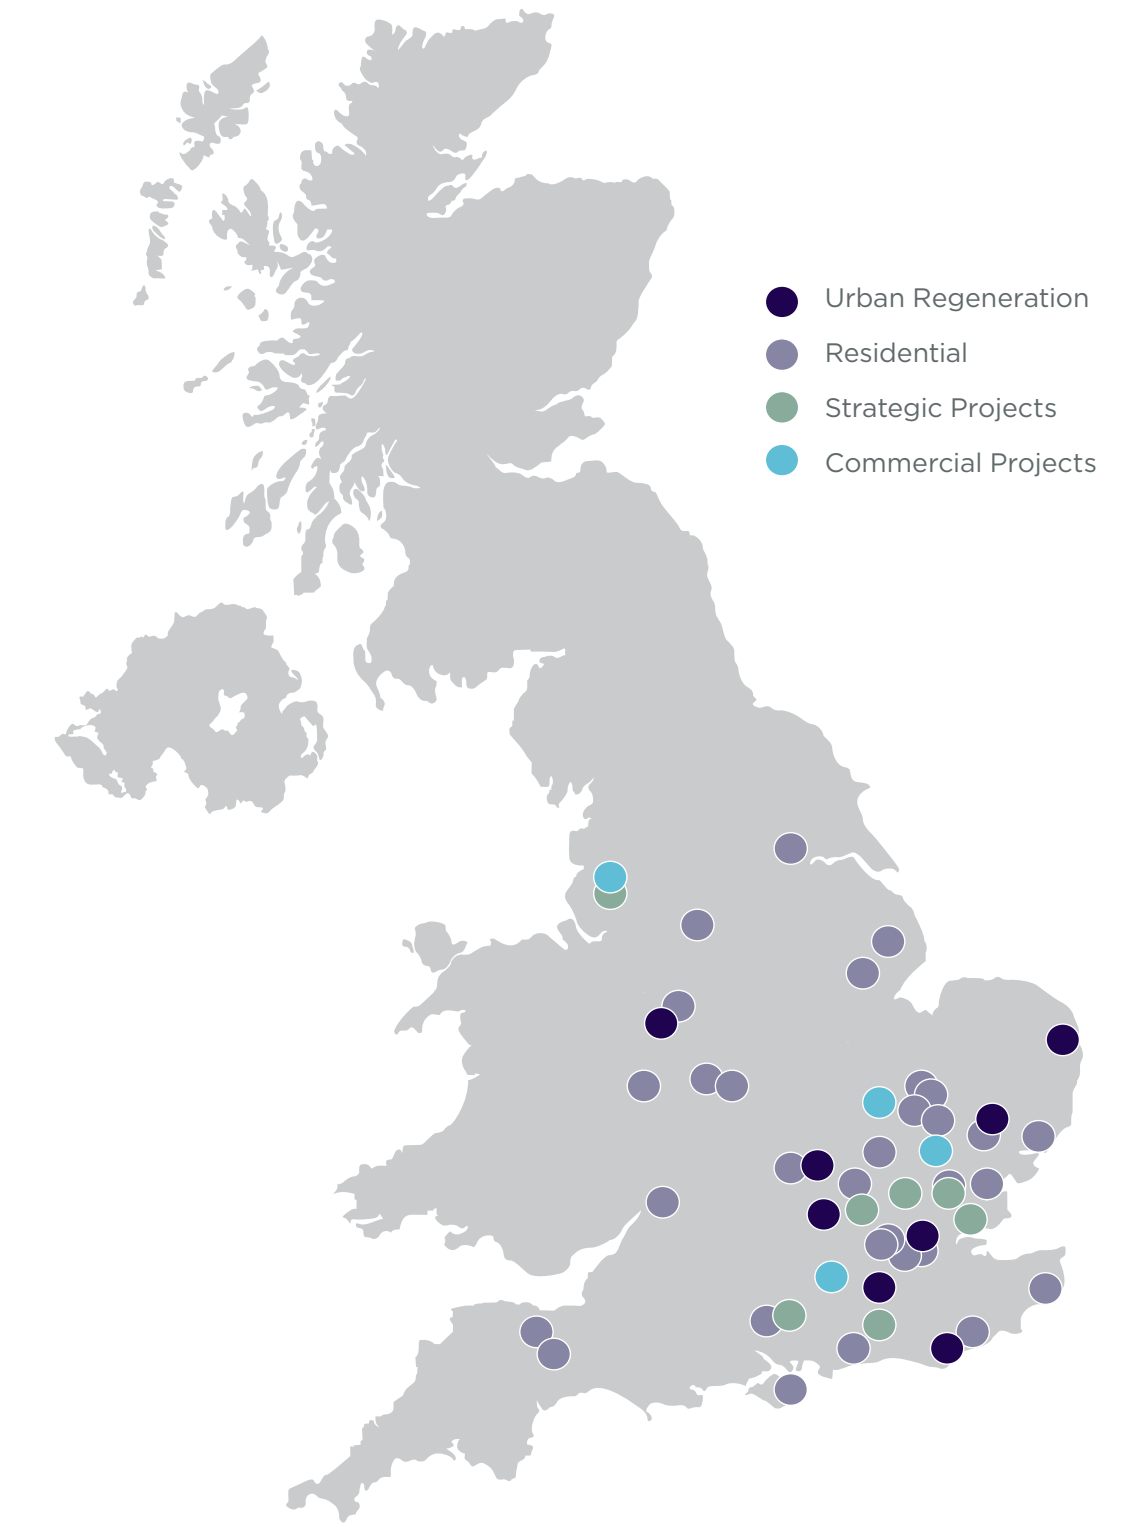 Urban Regeneration
Residential
Strategic Projects
Commercial Projects